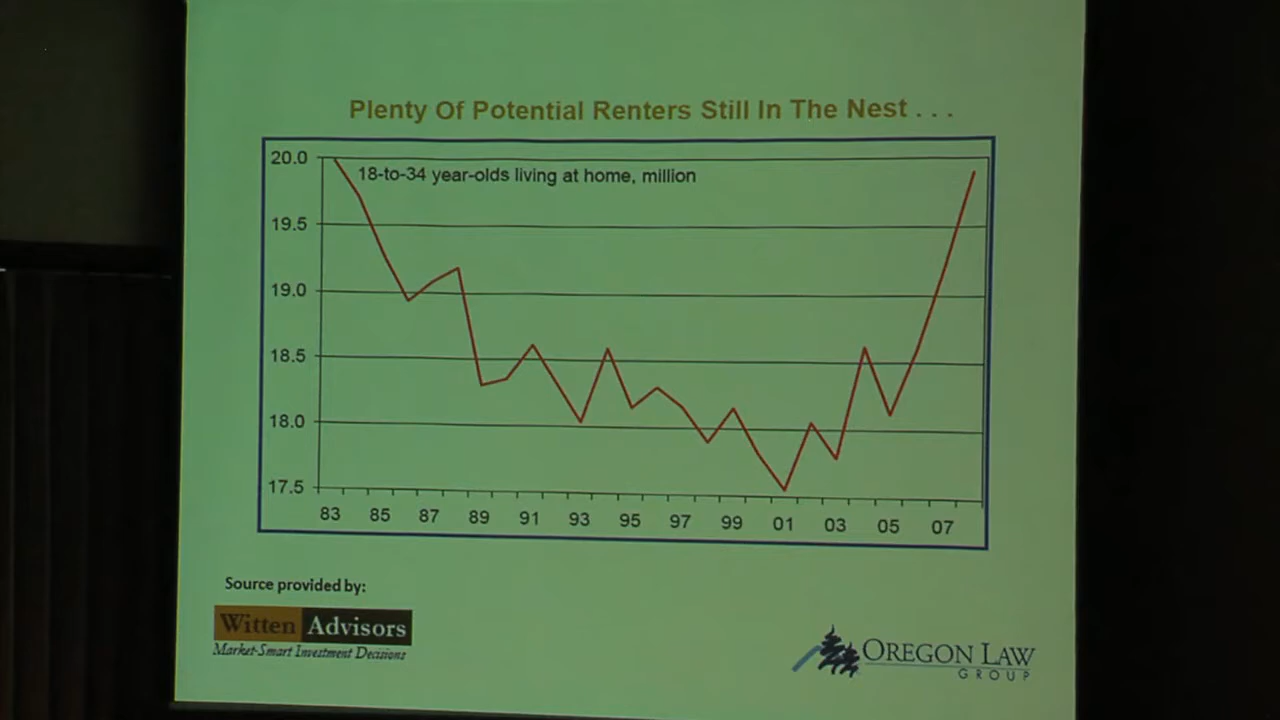 Plenty Of Potential Renters Still In The Nest . . .
18-to-34 year-olds living at home, million
20.0
19.5
19.0
18.5
18.0
17.5
83 85 87 89 91 93 95 97 99 01 03 05 07
Source provided by:
Witten Advisors
Market-Smart Investment Decisions
OREGON LAW
GROUP